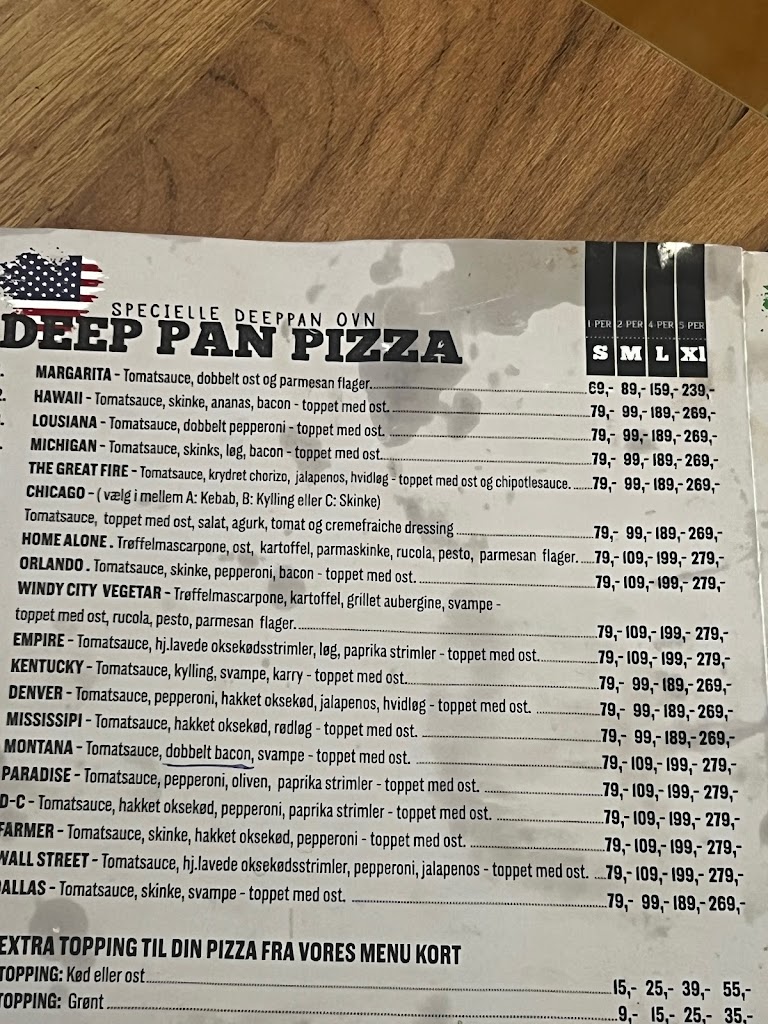 SPECIELLE DEEPPAN OVN
DEEP PAN PIZZA
1-PER 2-PER 4-PER 5-PER
S M L Xl
MARGARITA - Tomatsauce, dobbelt ost og parmesan flager. 69,- 89,- 159,- 239,-
2. HAWAII - Tomatsauce, skinke, ananas, bacon - toppet med ost. 79,- 99,- 189,- 269,-
LOUSIANA - Tomatsauce, dobbelt pepperoni - toppet med ost. 79,- 99,- 189,- 269,-
MICHIGAN - Tomatsauce, skinks, løg, bacon - toppet med ost. 79,- 99,- 189,- 269,-
THE GREAT FIRE - Tomatsauce, krydret chorizo, jalapenos, hvidløg - toppet med ost og chipotlesauce. 79,- 99,- 189,- 269,-
CHICAGO - ( vælg i mellem A: Kebab, B: Kylling eller C: Skinke)
Tomatsauce, toppet med ost, salat, agurk, tomat og cremefraiche dressing 79,- 99,- 189,- 269,-
HOME ALONE . Trøffelmascarpone, ost, kartoffel, parmaskinke, rucola, pesto, parmesan flager. 79,- 109,- 199,- 279,-
ORLANDO . Tomatsauce, skinke, pepperoni, bacon - toppet med ost. 79,- 109,- 199,- 279,-
WINDY CITY VEGETAR - Trøffelmascarpone, kartoffel, grillet aubergine, svampe -
toppet med ost, rucola, pesto, parmesan flager. 79,- 109,- 199,- 279,-
EMPIRE - Tomatsauce, hj.lavede oksekødsstrimler, løg, paprika strimler - toppet med ost. 79,- 109,- 199,- 279,-
KENTUCKY - Tomatsauce, kylling, svampe, karry - toppet med ost. 79,- 99,- 189,- 269,-
DENVER - Tomatsauce, pepperoni, hakket oksekød, jalapenos, hvidløg - toppet med ost. 79,- 109,- 199,- 279,-
MISSISSIPI - Tomatsauce, hakket oksekød, rødløg - toppet med ost. 79,- 99,- 189,- 269,-
MONTANA - Tomatsauce, dobbelt bacon, svampe - toppet med ost. 79,- 109,- 199,- 279,-
PARADISE - Tomatsauce, pepperoni, oliven, paprika strimler - toppet med ost. 79,- 109,- 199,- 279,-
D-C - Tomatsauce, hakket oksekød, pepperoni, paprika strimler - toppet med ost. 79,- 109,- 199,- 279,-
FARMER - Tomatsauce, skinke, hakket oksekød, pepperoni - toppet med ost. 79,- 109,- 199,- 279,-
WALL STREET - Tomatsauce, hj.lavede oksekødsstrimler, pepperoni, jalapenos - toppet med ost. 79,- 109,- 199,- 279,-
ALLAS - Tomatsauce, skinke, svampe - toppet med ost. 79,- 99,- 189,- 269,-
EXTRA TOPPING TIL DIN PIZZA FRA VORES MENU KORT
TOPPING: Kød eller ost 15,- 25,- 39,- 55,-
TOPPING: Grønt 9,- 15,- 25,- 35,-